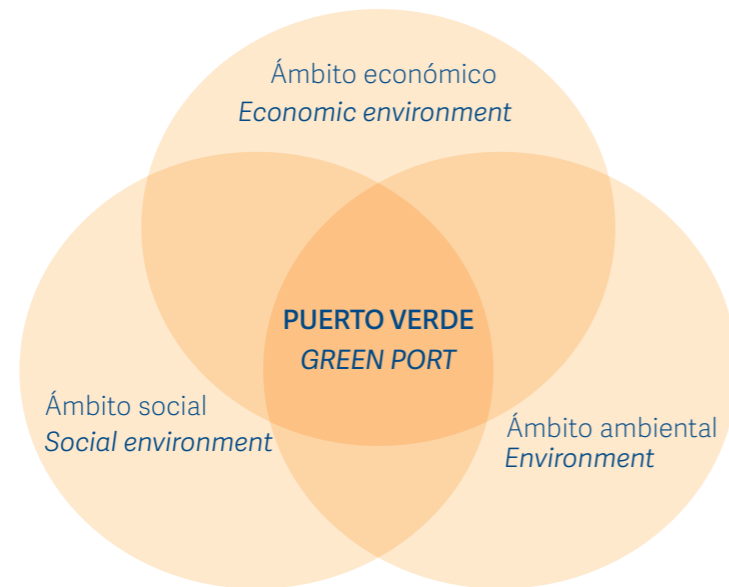 Ámbito económico
Economic environment
PUERTO VERDE
GREEN PORT
Ámbito social
Social environment
Ámbito ambiental
Environment